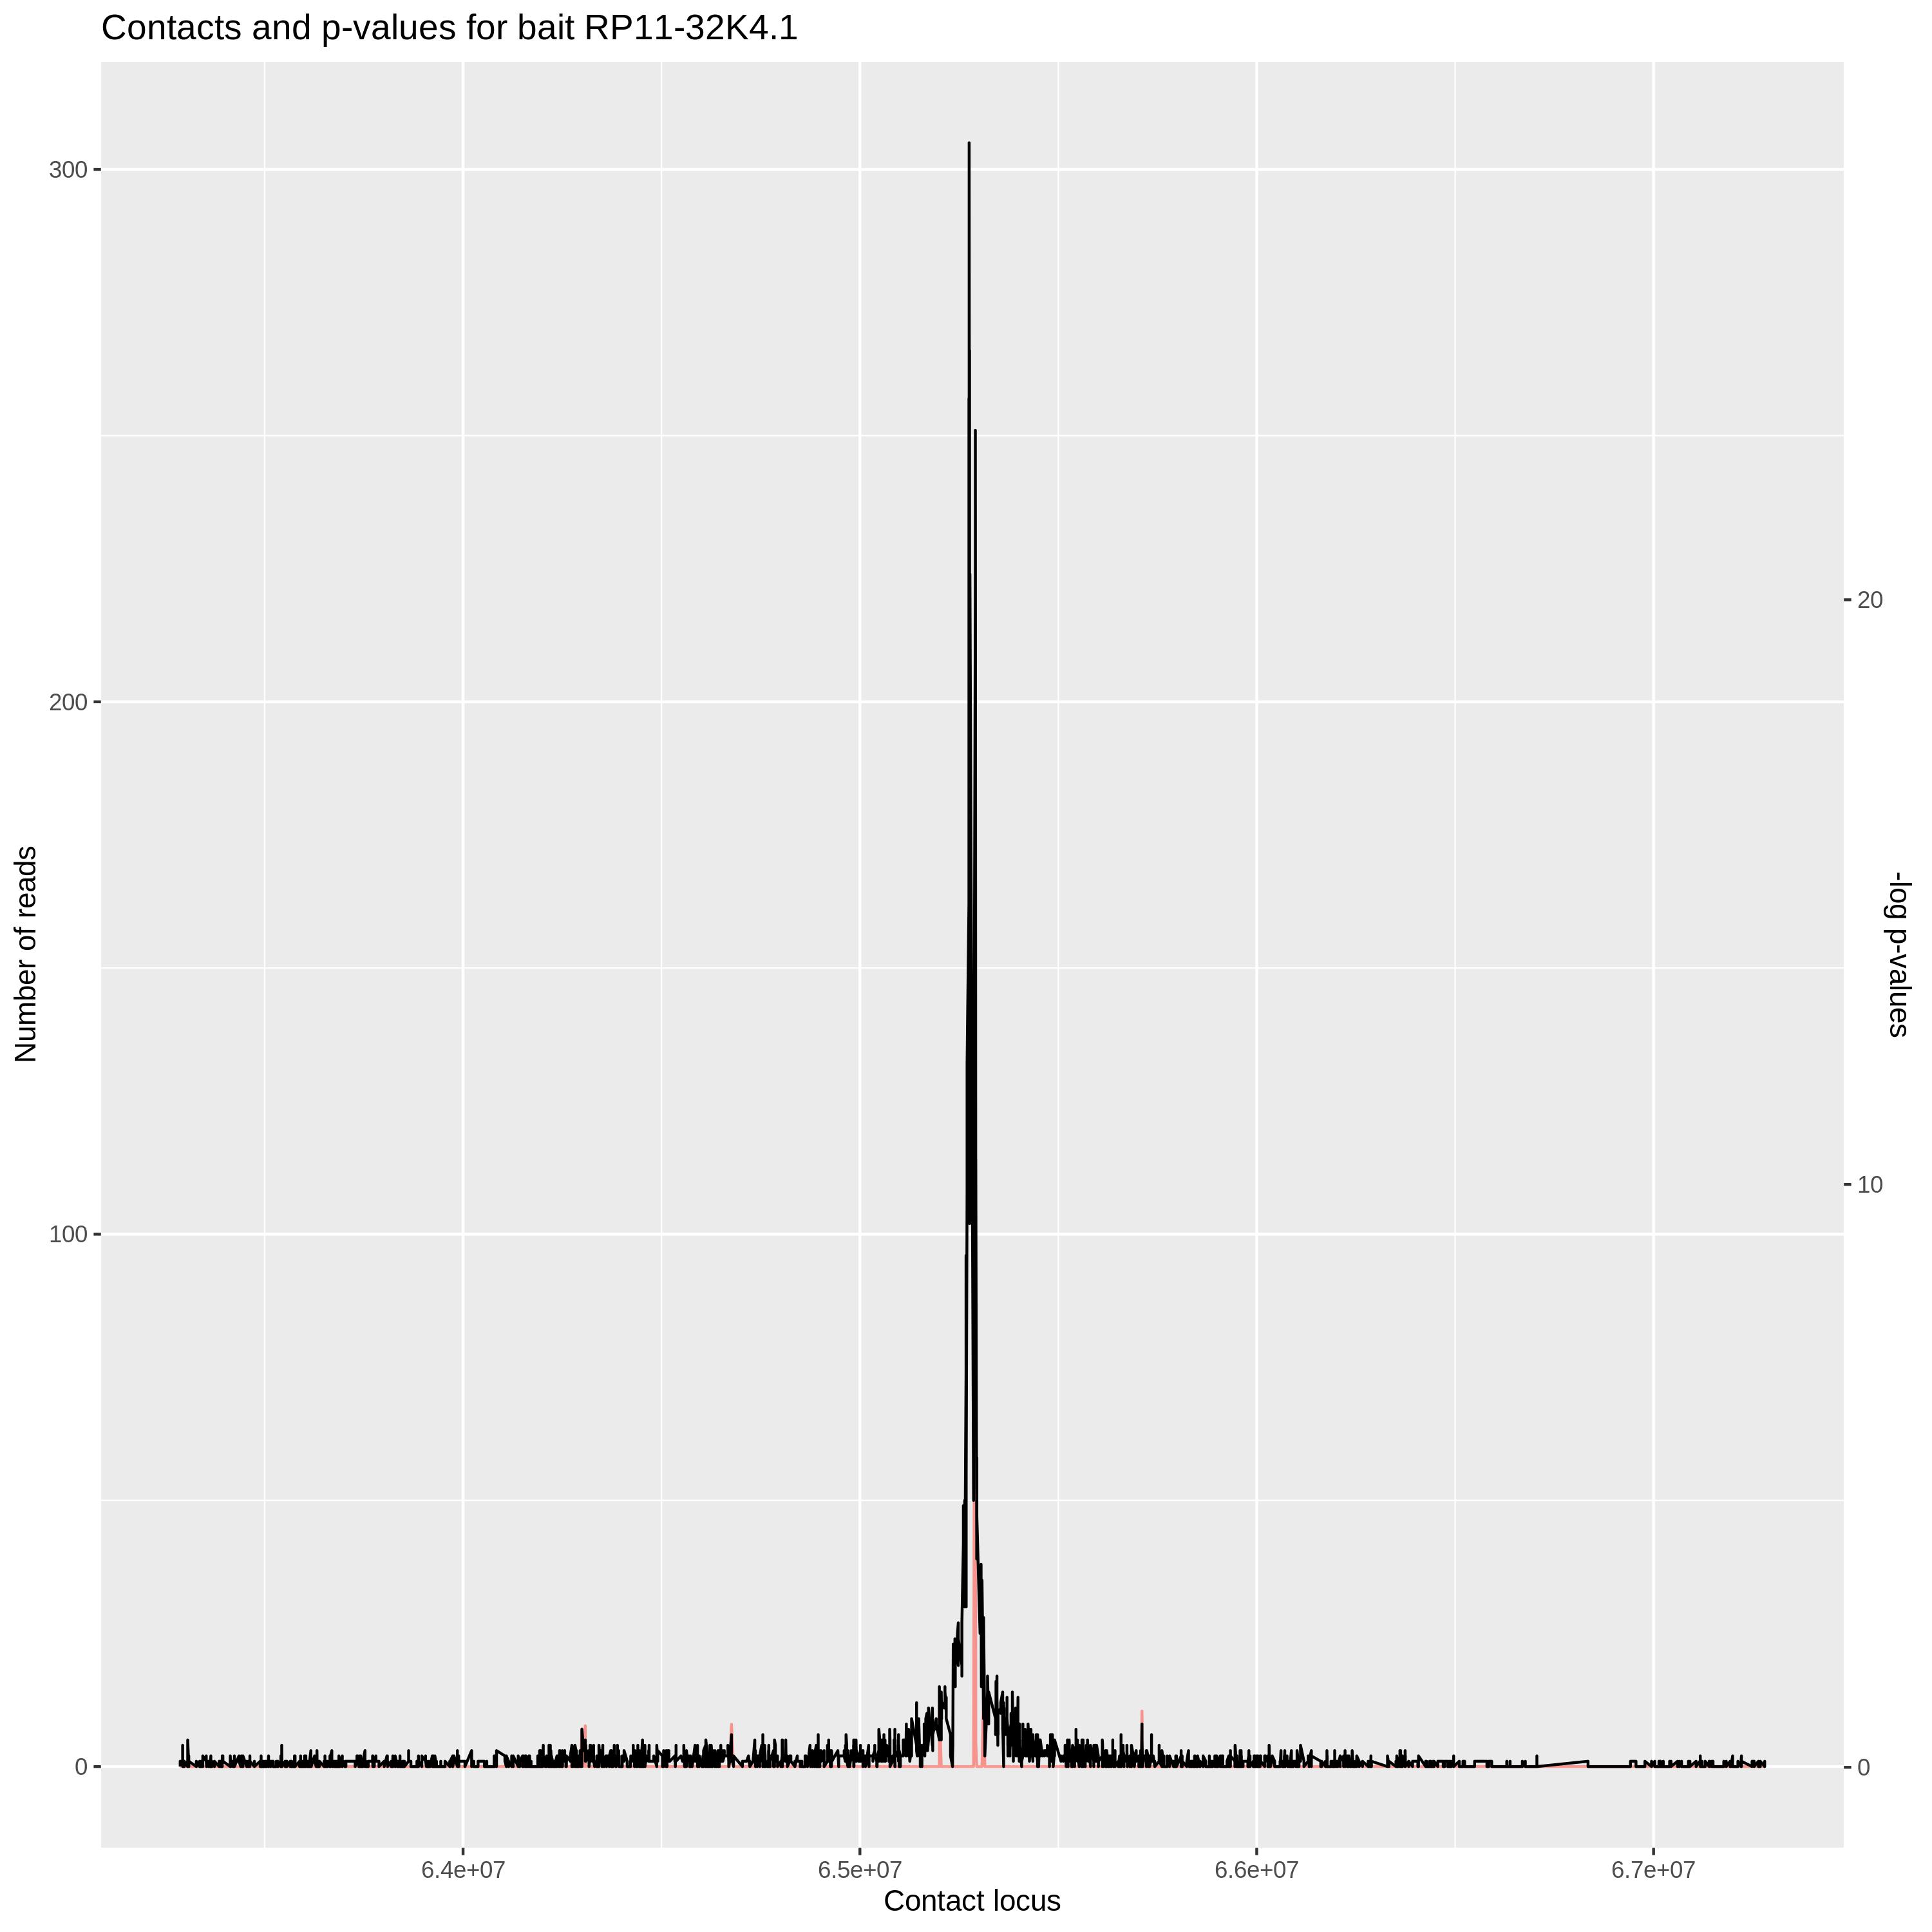 Contacts and p-values for bait RP11-32K4.1
300
200
100
0
Number of reads
20
10
0
-log p-values
6.4e+07
6.5e+07
6.6e+07
6.7e+07
Contact locus